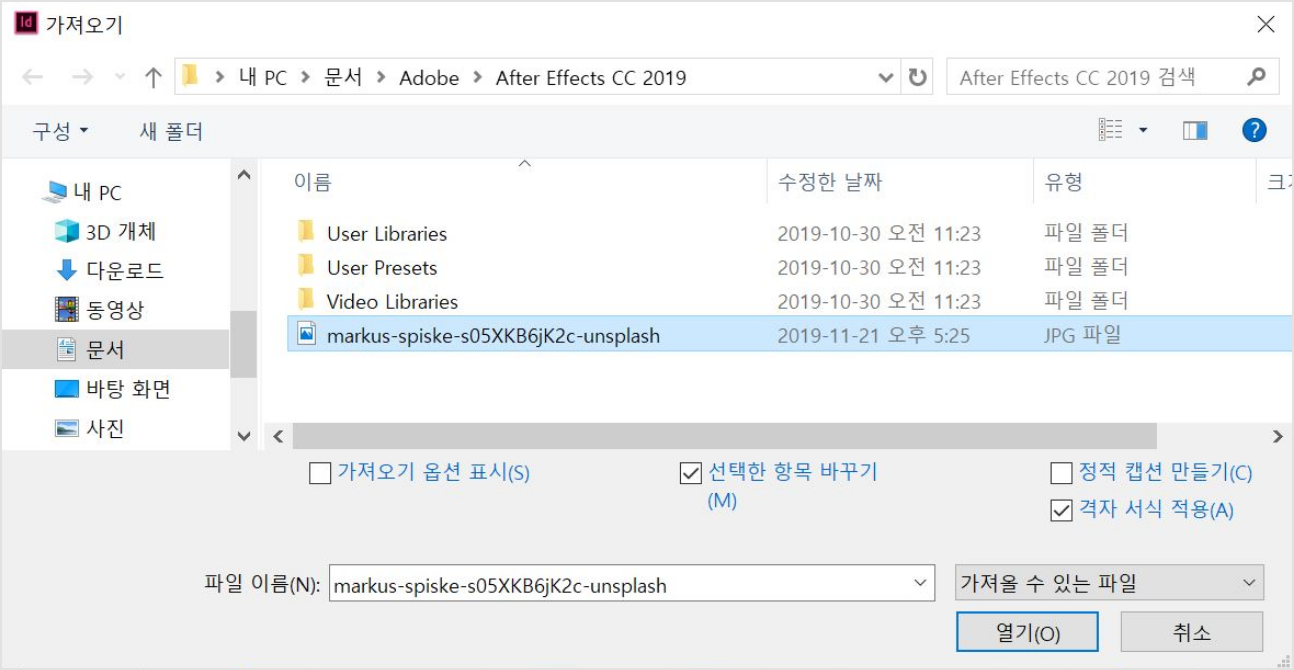 Id 가져오기
내 PC > 문서 > Adobe > After Effects CC 2019
After Effects CC 2019 검색
구성
새 폴더
내 PC
3D 개체
다운로드
동영상
문서
바탕 화면
사진
이름 수정한 날짜 유형
User Libraries 2019-10-30 오전 11:23 파일 폴더
User Presets 2019-10-30 오전 11:23 파일 폴더
Video Libraries 2019-10-30 오전 11:23 파일 폴더
markus-spiske-s05XKB6jK2c-unsplash 2019-11-21 오후 5:25 JPG 파일
가져오기 옵션 표시(S)
선택한 항목 바꾸기
(M)
정적 캡션 만들기(C)
격자 서식 적용(A)
파일 이름(N): markus-spiske-s05XKB6jK2c-unsplash
가져올 수 있는 파일
열기(O)
취소